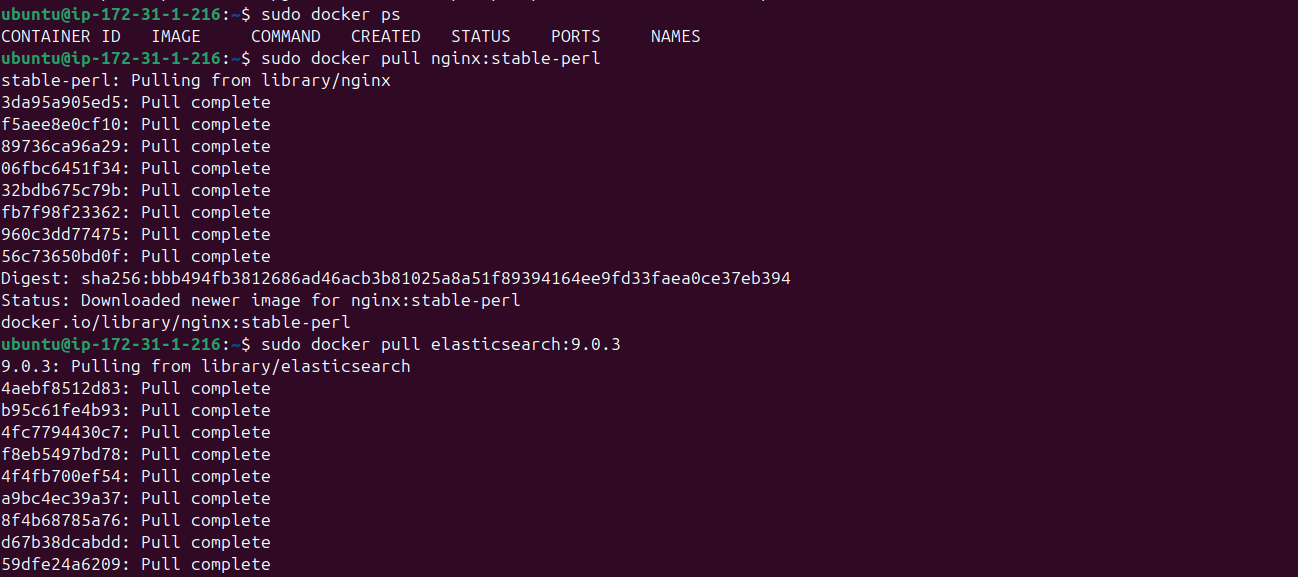 ubuntu@ip-172-31-1-216:~$ sudo docker ps
CONTAINER ID   IMAGE     COMMAND   CREATED   STATUS    PORTS     NAMES
ubuntu@ip-172-31-1-216:~$ sudo docker pull nginx:stable-perl
stable-perl: Pulling from library/nginx
3da95a905ed5: Pull complete
f5aee8e0cf10: Pull complete
89736ca96a29: Pull complete
06fbc6451f34: Pull complete
32bdb675c79b: Pull complete
fb7f98f23362: Pull complete
960c3dd77475: Pull complete
56c73650bd0f: Pull complete
Digest: sha256:bbb494fb3812686ad46acb3b81025a8a51f89394164ee9fd33faea0ce37eb394
Status: Downloaded newer image for nginx:stable-perl
docker.io/library/nginx:stable-perl
ubuntu@ip-172-31-1-216:~$ sudo docker pull elasticsearch:9.0.3
9.0.3: Pulling from library/elasticsearch
4aebf8512d83: Pull complete
b95c61fe4b93: Pull complete
4fc7794430c7: Pull complete
f8eb5497bd78: Pull complete
4f4fb700ef54: Pull complete
a9bc4ec39a37: Pull complete
8f4b68785a76: Pull complete
d67b38dcabdd: Pull complete
59dfe24a6209: Pull complete